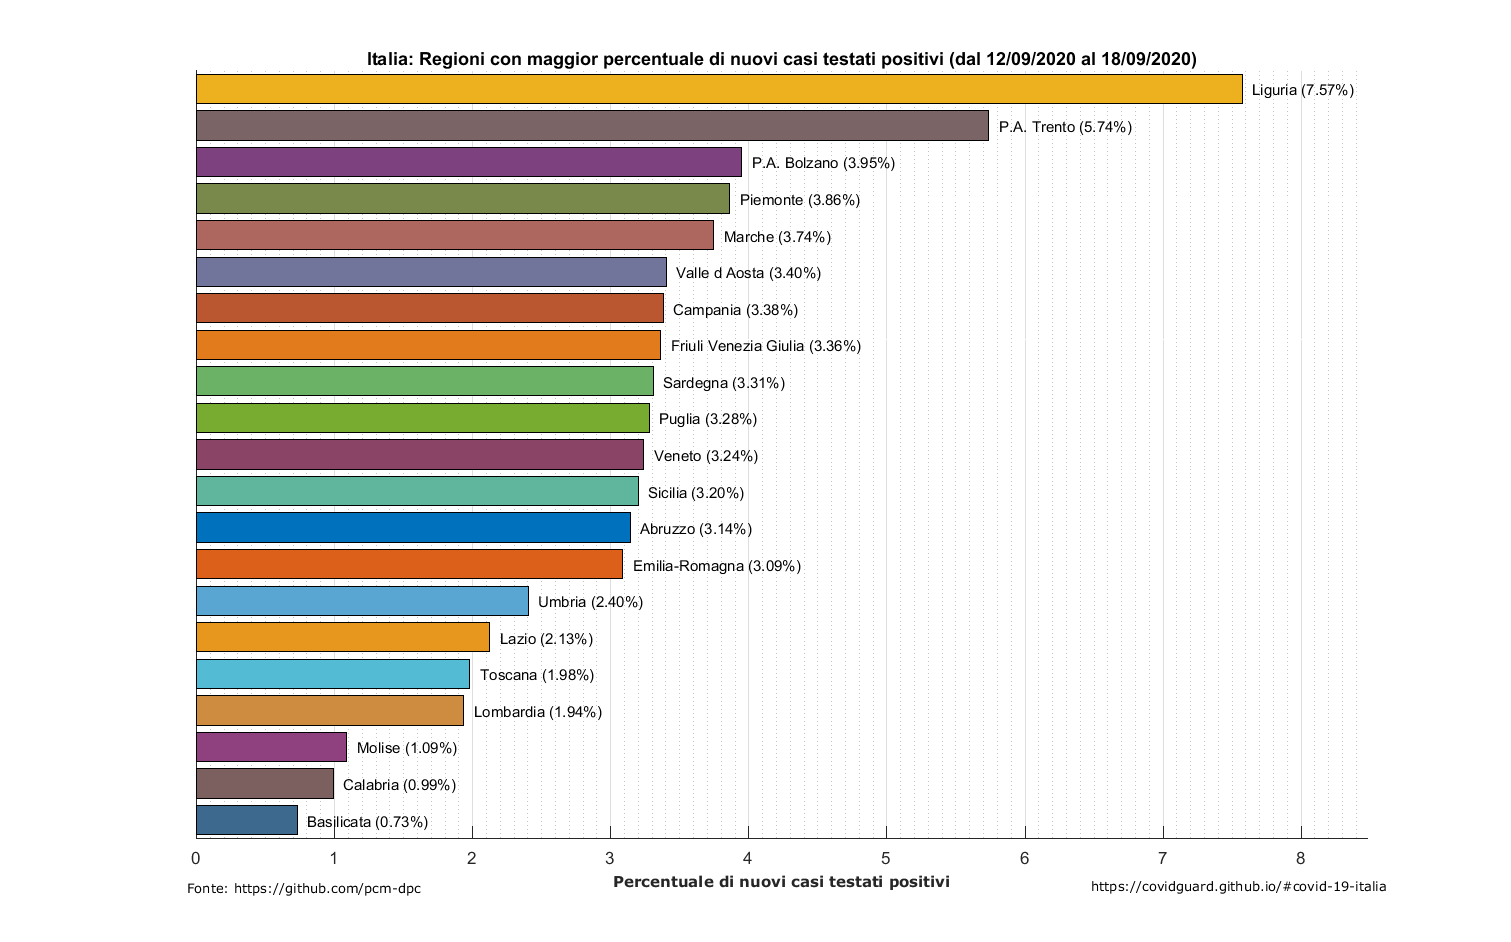 Italia: Regioni con maggior percentuale di nuovi casi testati positivi (dal 12/09/2020 al 18/09/2020)
Liguria (7.57%)
P.A. Trento (5.74%)
P.A. Bolzano (3.95%)
Piemonte (3.86%)
Marche (3.74%)
Valle d Aosta (3.40%)
Campania (3.38%)
Friuli Venezia Giulia (3.36%)
Sardegna (3.31%)
Puglia (3.28%)
Veneto (3.24%)
Sicilia (3.20%)
Abruzzo (3.14%)
Emilia-Romagna (3.09%)
Umbria (2.40%)
Lazio (2.13%)
Toscana (1.98%)
Lombardia (1.94%)
Molise (1.09%)
Calabria (0.99%)
Basilicata (0.73%)
0 1 2 3 4 5 6 7 8
Percentuale di nuovi casi testati positivi
Fonte: https://github.com/pcm-dpc
https://covidguard.github.io/#covid-19-italia